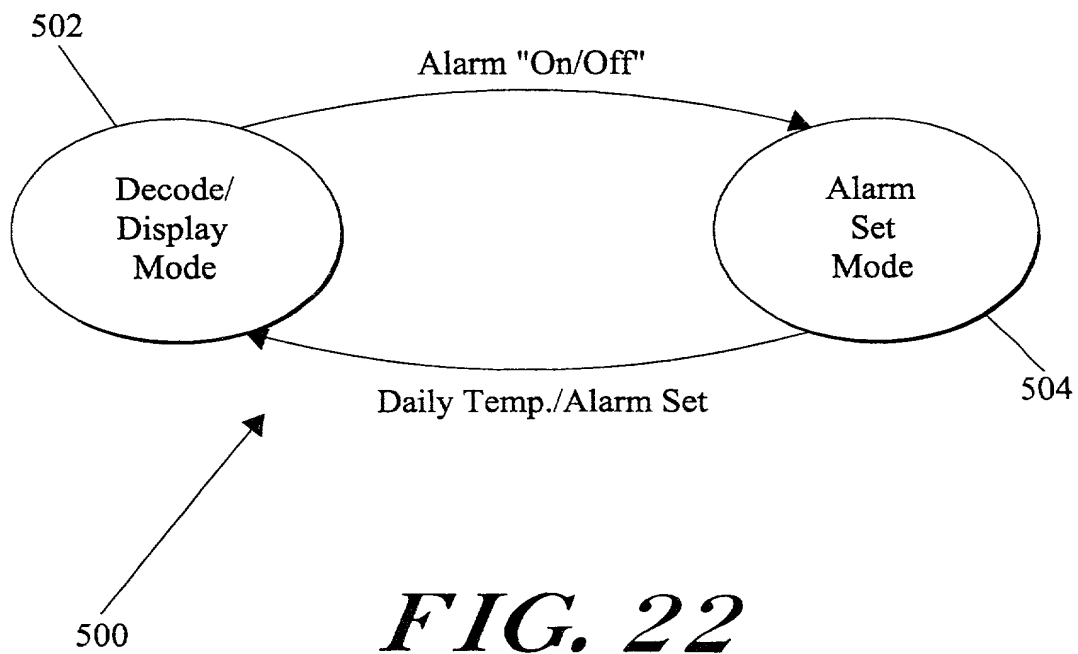 502
Alarm "On/Off"
Decode/
Display
Mode
Alarm
Set
Mode
504
Daily Temp./Alarm Set
500
FIG. 22